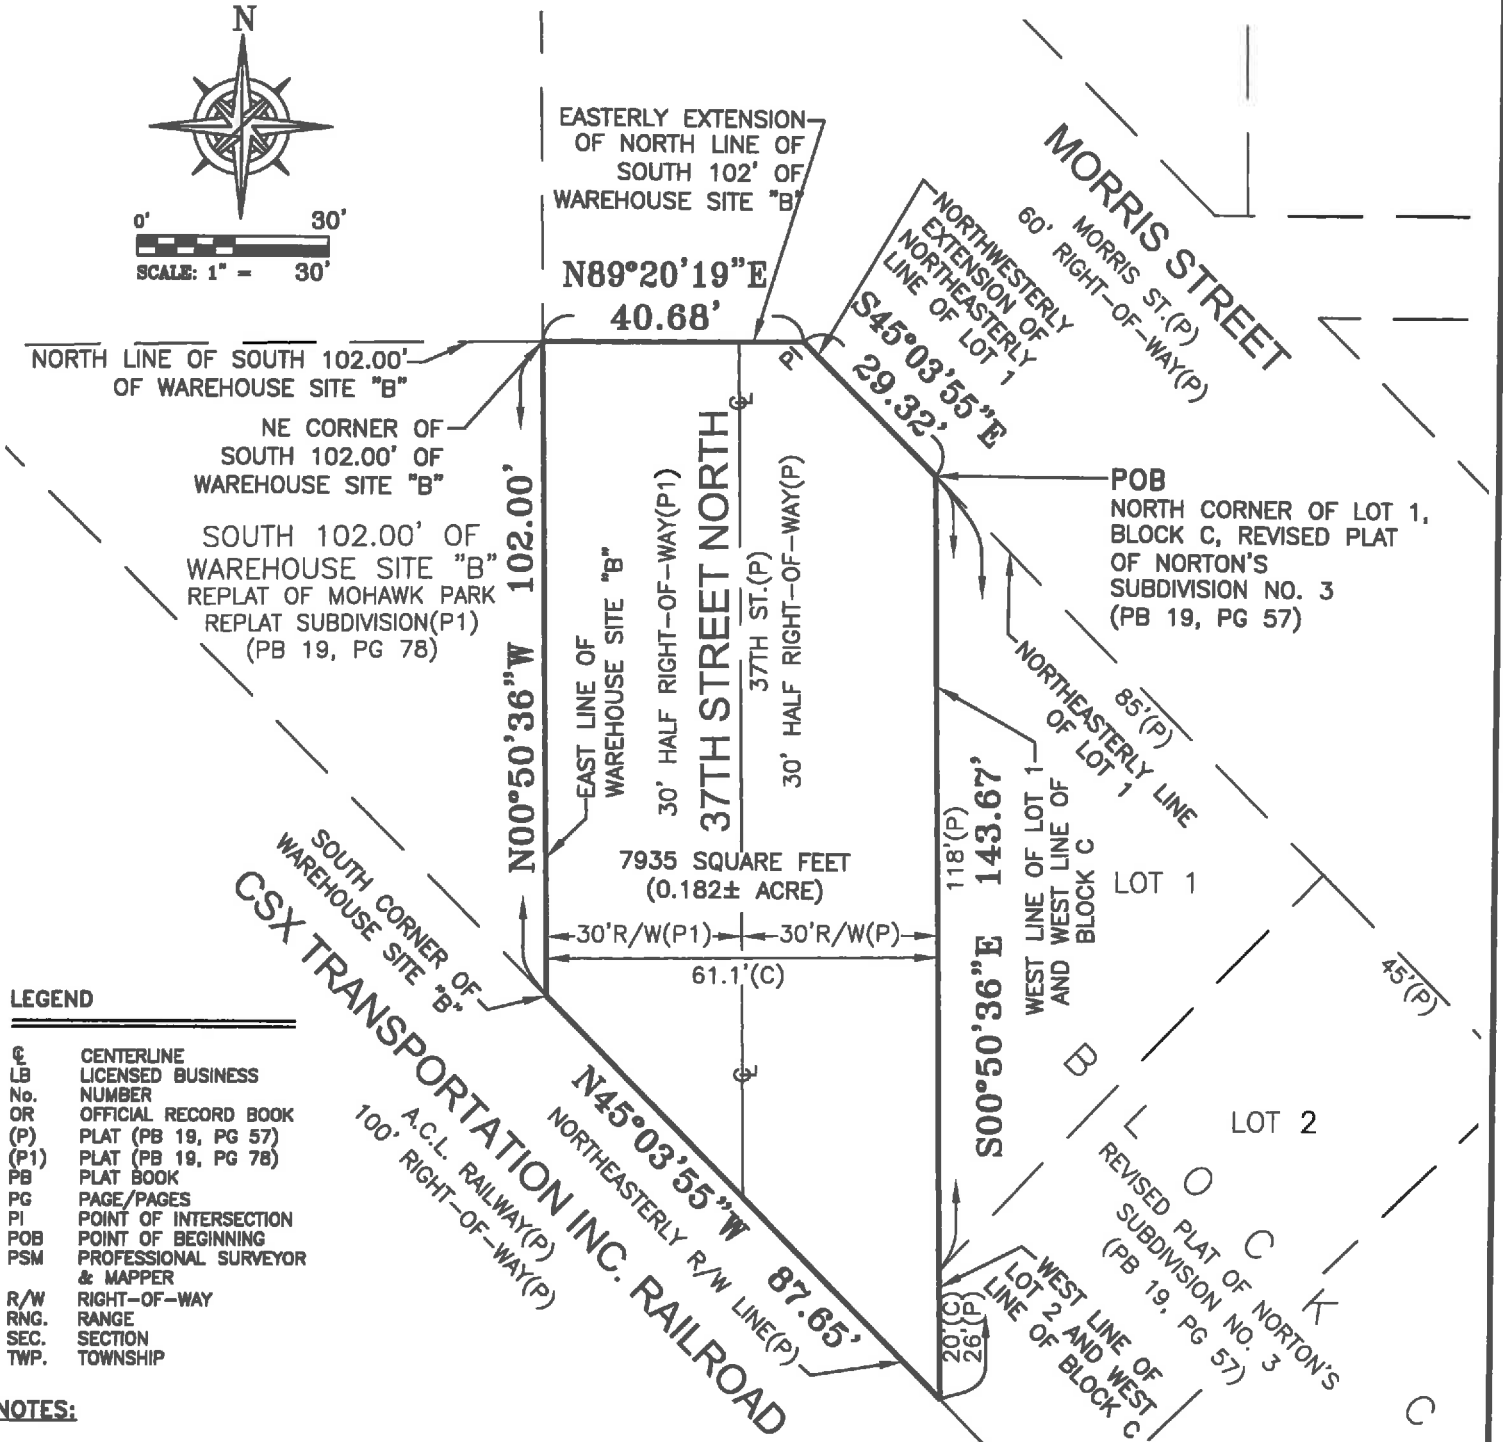 N
0' 30'
SCALE: 1" = 30'
EASTERLY EXTENSION
OF NORTH LINE OF
SOUTH 102' OF
WAREHOUSE SITE "B"
N89°20'19"E
40.68'
NORTHWESTERLY
EXTENSION OF
NORTHEASTERLY
LINE OF LOT 1
S45°03'55"E
29.32'
PI
MORRIS STREET
MORRIS ST.(P)
60' RIGHT-OF-WAY(P)
NORTH LINE OF SOUTH 102.00'
OF WAREHOUSE SITE "B"
NE CORNER OF
SOUTH 102.00' OF
WAREHOUSE SITE "B"
SOUTH 102.00' OF
WAREHOUSE SITE "B"
REPLAT OF MOHAWK PARK
REPLAT SUBDIVISION(P1)
(PB 19, PG 78)
N00°50'36"W 102.00'
EAST LINE OF
WAREHOUSE SITE "B"
30' HALF RIGHT-OF-WAY(P1)
37TH STREET NORTH
℄
37TH ST.(P)
30' HALF RIGHT-OF-WAY(P)
POB
NORTH CORNER OF LOT 1,
BLOCK C, REVISED PLAT
OF NORTON'S
SUBDIVISION NO. 3
(PB 19, PG 57)
NORTHEASTERLY LINE
OF LOT 1
85'(P)
7935 SQUARE FEET
(0.182± ACRE)
30'R/W(P1) 30'R/W(P)
61.1'(C)
℄
118'(P)
S00°50'36"E 143.67'
WEST LINE OF LOT 1
AND WEST LINE OF
BLOCK C
LOT 1
45'(P)
LOT 2
BLOCK C
REVISED PLAT OF NORTON'S
SUBDIVISION NO. 3
(PB 19, PG 57)
SOUTH CORNER OF
WAREHOUSE SITE "B"
CSX TRANSPORTATION INC. RAILROAD
A.C.L. RAILWAY(P)
100' RIGHT-OF-WAY(P)
N45°03'55"W 87.65'
NORTHEASTERLY R/W LINE(P)
20'(C)
26'(P)
WEST LINE OF
LOT 2 AND WEST
LINE OF BLOCK C
LEGEND
℄ CENTERLINE
LB LICENSED BUSINESS
No. NUMBER
OR OFFICIAL RECORD BOOK
(P) PLAT (PB 19, PG 57)
(P1) PLAT (PB 19, PG 78)
PB PLAT BOOK
PG PAGE/PAGES
PI POINT OF INTERSECTION
POB POINT OF BEGINNING
PSM PROFESSIONAL SURVEYOR
& MAPPER
R/W RIGHT-OF-WAY
RNG. RANGE
SEC. SECTION
TWP. TOWNSHIP
NOTES: